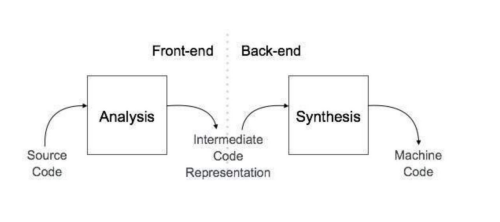 Front-end
Back-end
Analysis
Synthesis
Source
Code
Intermediate
Code
Representation
Machine
Code